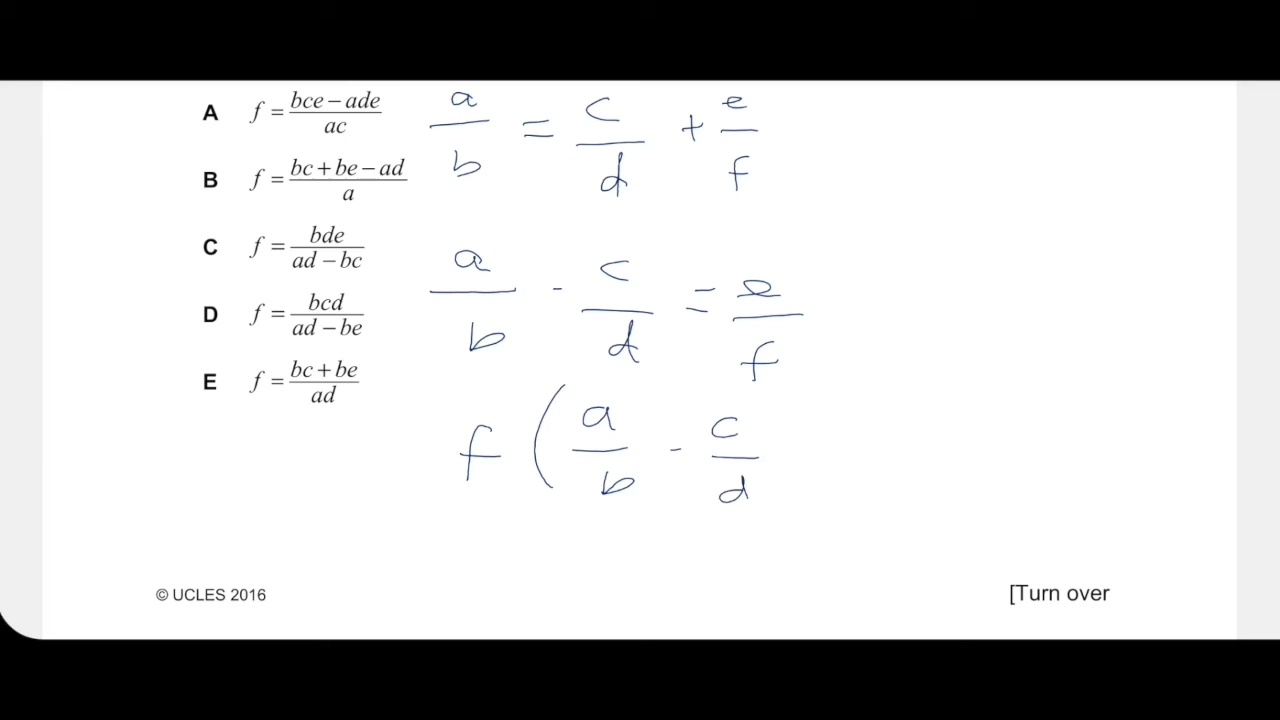 A f = (bce − ade)/ac
B f = (bc + be − ad)/a
C f = bde/(ad − bc)
D f = bcd/(ad − be)
E f = (bc + be)/ad
a/b = c/d + e/f
a/b - c/d = e/f
f ( a/b - c/d
© UCLES 2016 [Turn over